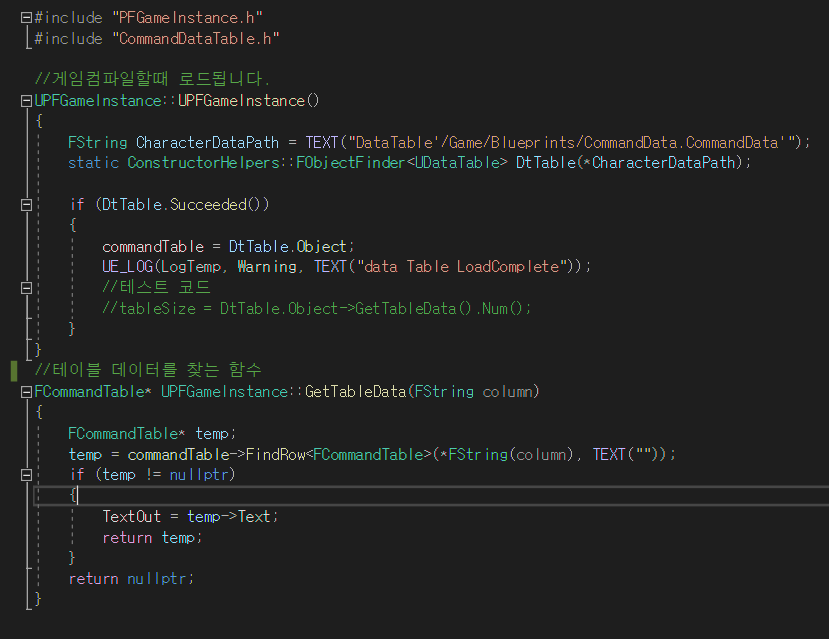 #include "PFGameInstance.h"
#include "CommandDataTable.h"
//게임컴파일할때 로드됩니다.
UPFGameInstance::UPFGameInstance()
{
FString CharacterDataPath = TEXT("DataTable'/Game/Blueprints/CommandData.CommandData'");
static ConstructorHelpers::FObjectFinder<UDataTable> DtTable(*CharacterDataPath);
if (DtTable.Succeeded())
{
commandTable = DtTable.Object;
UE_LOG(LogTemp, Warning, TEXT("data Table LoadComplete"));
//테스트 코드
//tableSize = DtTable.Object->GetTableData().Num();
}
}
//테이블 데이터를 찾는 함수
FCommandTable* UPFGameInstance::GetTableData(FString column)
{
FCommandTable* temp;
temp = commandTable->FindRow<FCommandTable>(*FString(column), TEXT(""));
if (temp != nullptr)
{
TextOut = temp->Text;
return temp;
}
return nullptr;
}